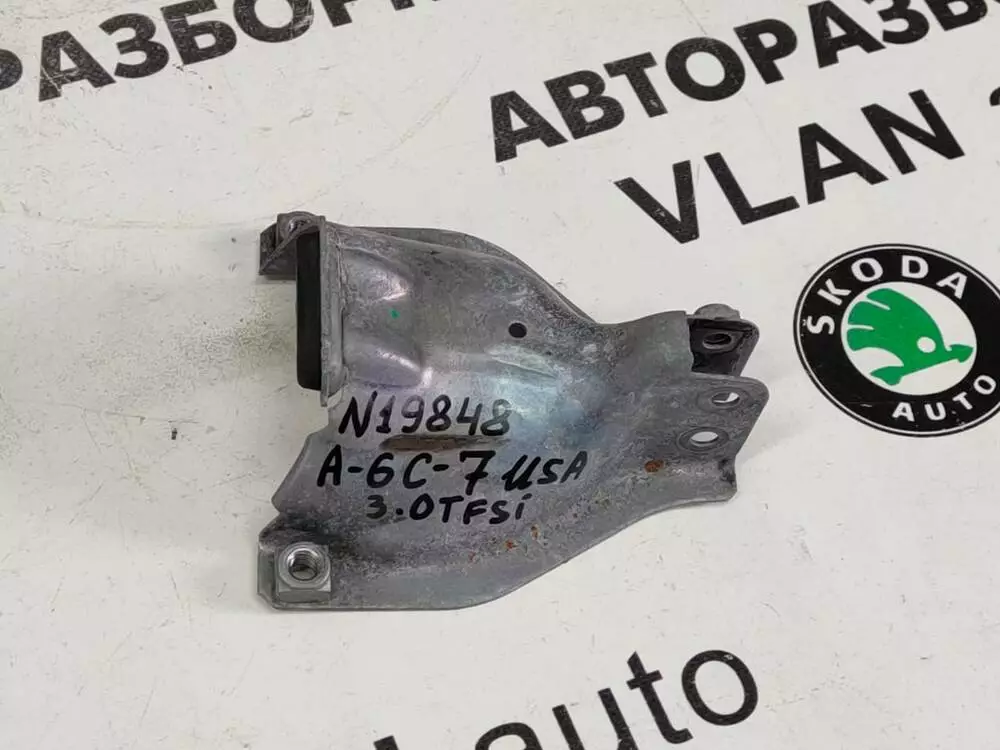 РАЗБОР
АВТОРАЗБ
VLAN
ŠKODA
AUTO
N19848
A-6C-7 USA
3.0TFSi
auto